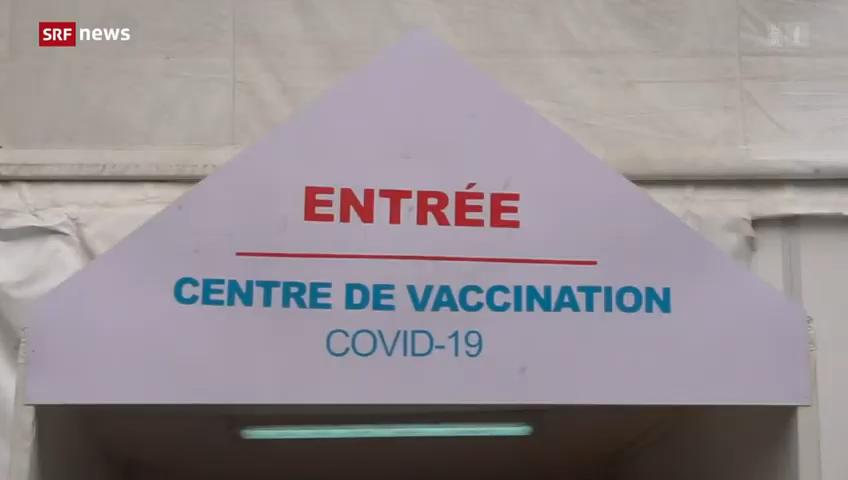 SRF news
ENTRÉE
CENTRE DE VACCINATION
COVID-19